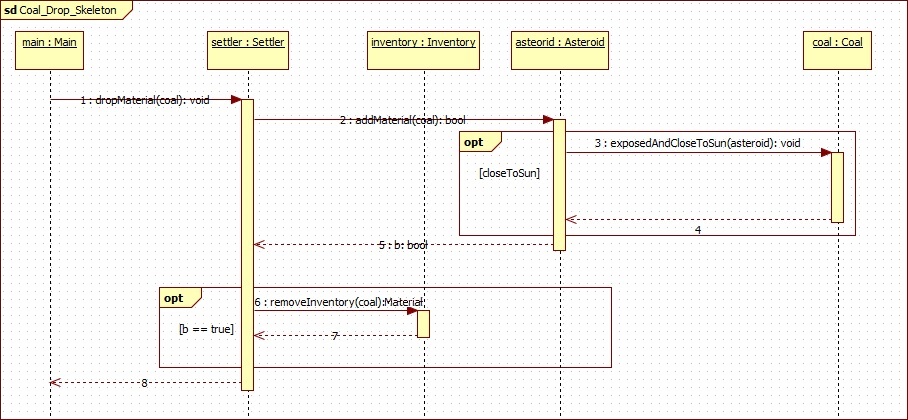 sd Coal_Drop_Skeleton
main : Main
settler : Settler
inventory : Inventory
asteorid : Asteroid
coal : Coal
1 : dropMaterial(coal): void
2 : addMaterial(coal): bool
opt
3 : exposedAndCloseToSun(asteroid): void
[closeToSun]
4
5 : b: bool
opt
6 : removeInventory(coal):Material
[b == true]
7
8